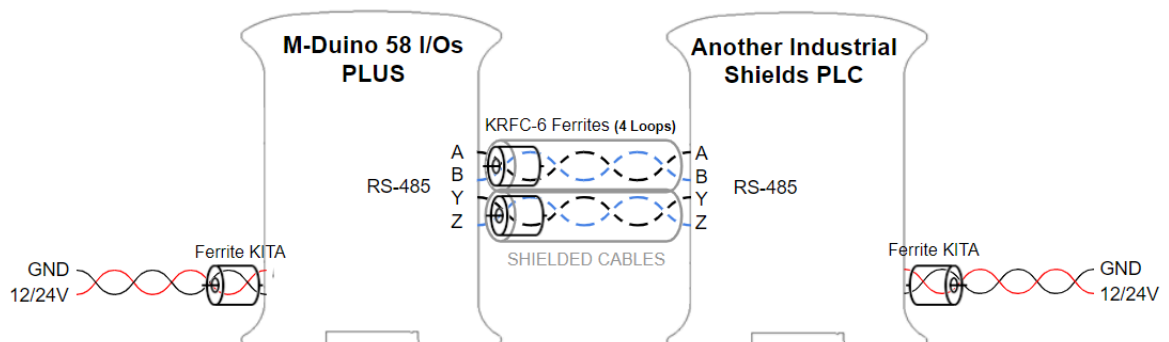 M-Duino 58 I/Os
PLUS
Another Industrial
Shields PLC
KRFC-6 Ferrites (4 Loops)
A
B
Y
Z
RS-485
A
B
Y
Z
RS-485
SHIELDED CABLES
Ferrite KITA
GND
12/24V
Ferrite KITA
GND
12/24V